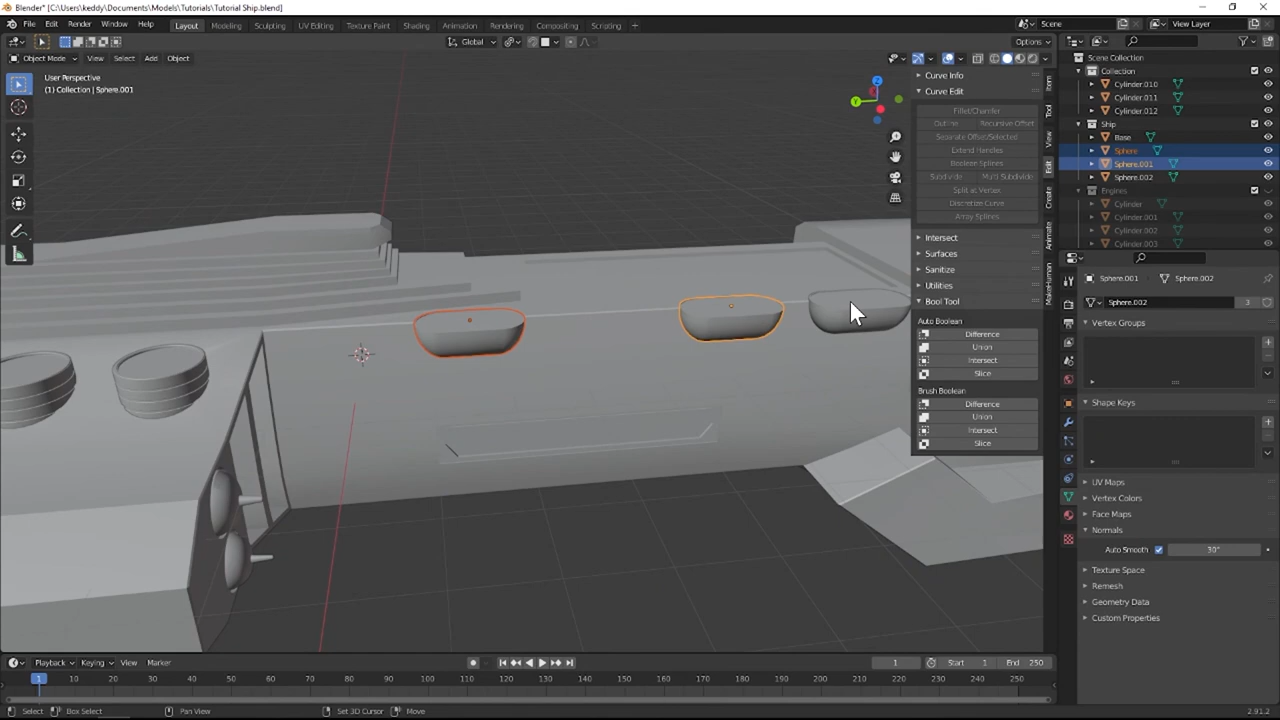 Blender* [C:\Users\keddy\Documents\Models\Tutorials\Tutorial Ship.blend]
File Edit Render Window Help Layout Modeling Sculpting UV Editing Texture Paint Shading Animation Rendering Compositing Scripting + Scene View Layer
Global Options
Object Mode View Select Add Object
User Perspective
(1) Collection | Sphere.001
Z
Y
Curve Info
Curve Edit
Fillet/Chamfer
Outline Recursive Offset
Separate Offset/Selected
Extend Handles
Boolean Splines
Subdivide Multi Subdivide
Split at Vertex
Discretize Curve
Array Splines
Intersect
Surfaces
Sanitize
Utilities
Bool Tool
Auto Boolean
Difference
Union
Intersect
Slice
Brush Boolean
Difference
Union
Intersect
Slice
Item
Tool
View
Edit
Create
Animate
MakeHuman
Scene Collection
Collection
Cylinder.010
Cylinder.011
Cylinder.012
Ship
Base
Sphere
Sphere.001
Sphere.002
Engines
Cylinder
Cylinder.001
Cylinder.002
Cylinder.003
Sphere.001 Sphere.002
Sphere.002 3
Vertex Groups
Shape Keys
UV Maps
Vertex Colors
Face Maps
Normals
Auto Smooth 30°
Texture Space
Remesh
Geometry Data
Custom Properties
Playback Keying View Marker 1 Start 1 End 250
1 10 20 30 40 50 60 70 80 90 100 110 120 130 140 150 160 170 180 190 200 210 220 230 240 250
Select Box Select Pan View Set 3D Cursor Move 2.91.2